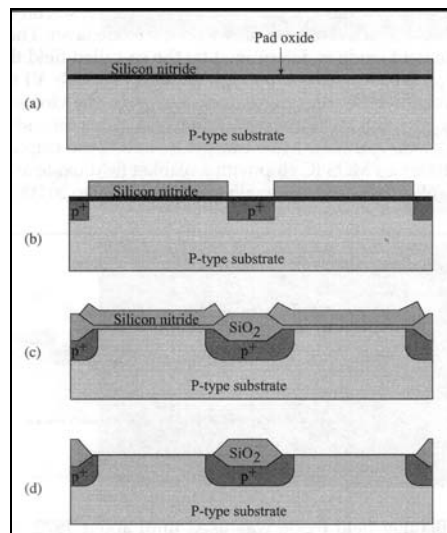 Pad oxide
Silicon nitride
(a)
P-type substrate
Silicon nitride
p+ p+
(b)
P-type substrate
Silicon nitride
SiO₂
p+ p+
(c)
P-type substrate
SiO₂
p+
(d)
P-type substrate